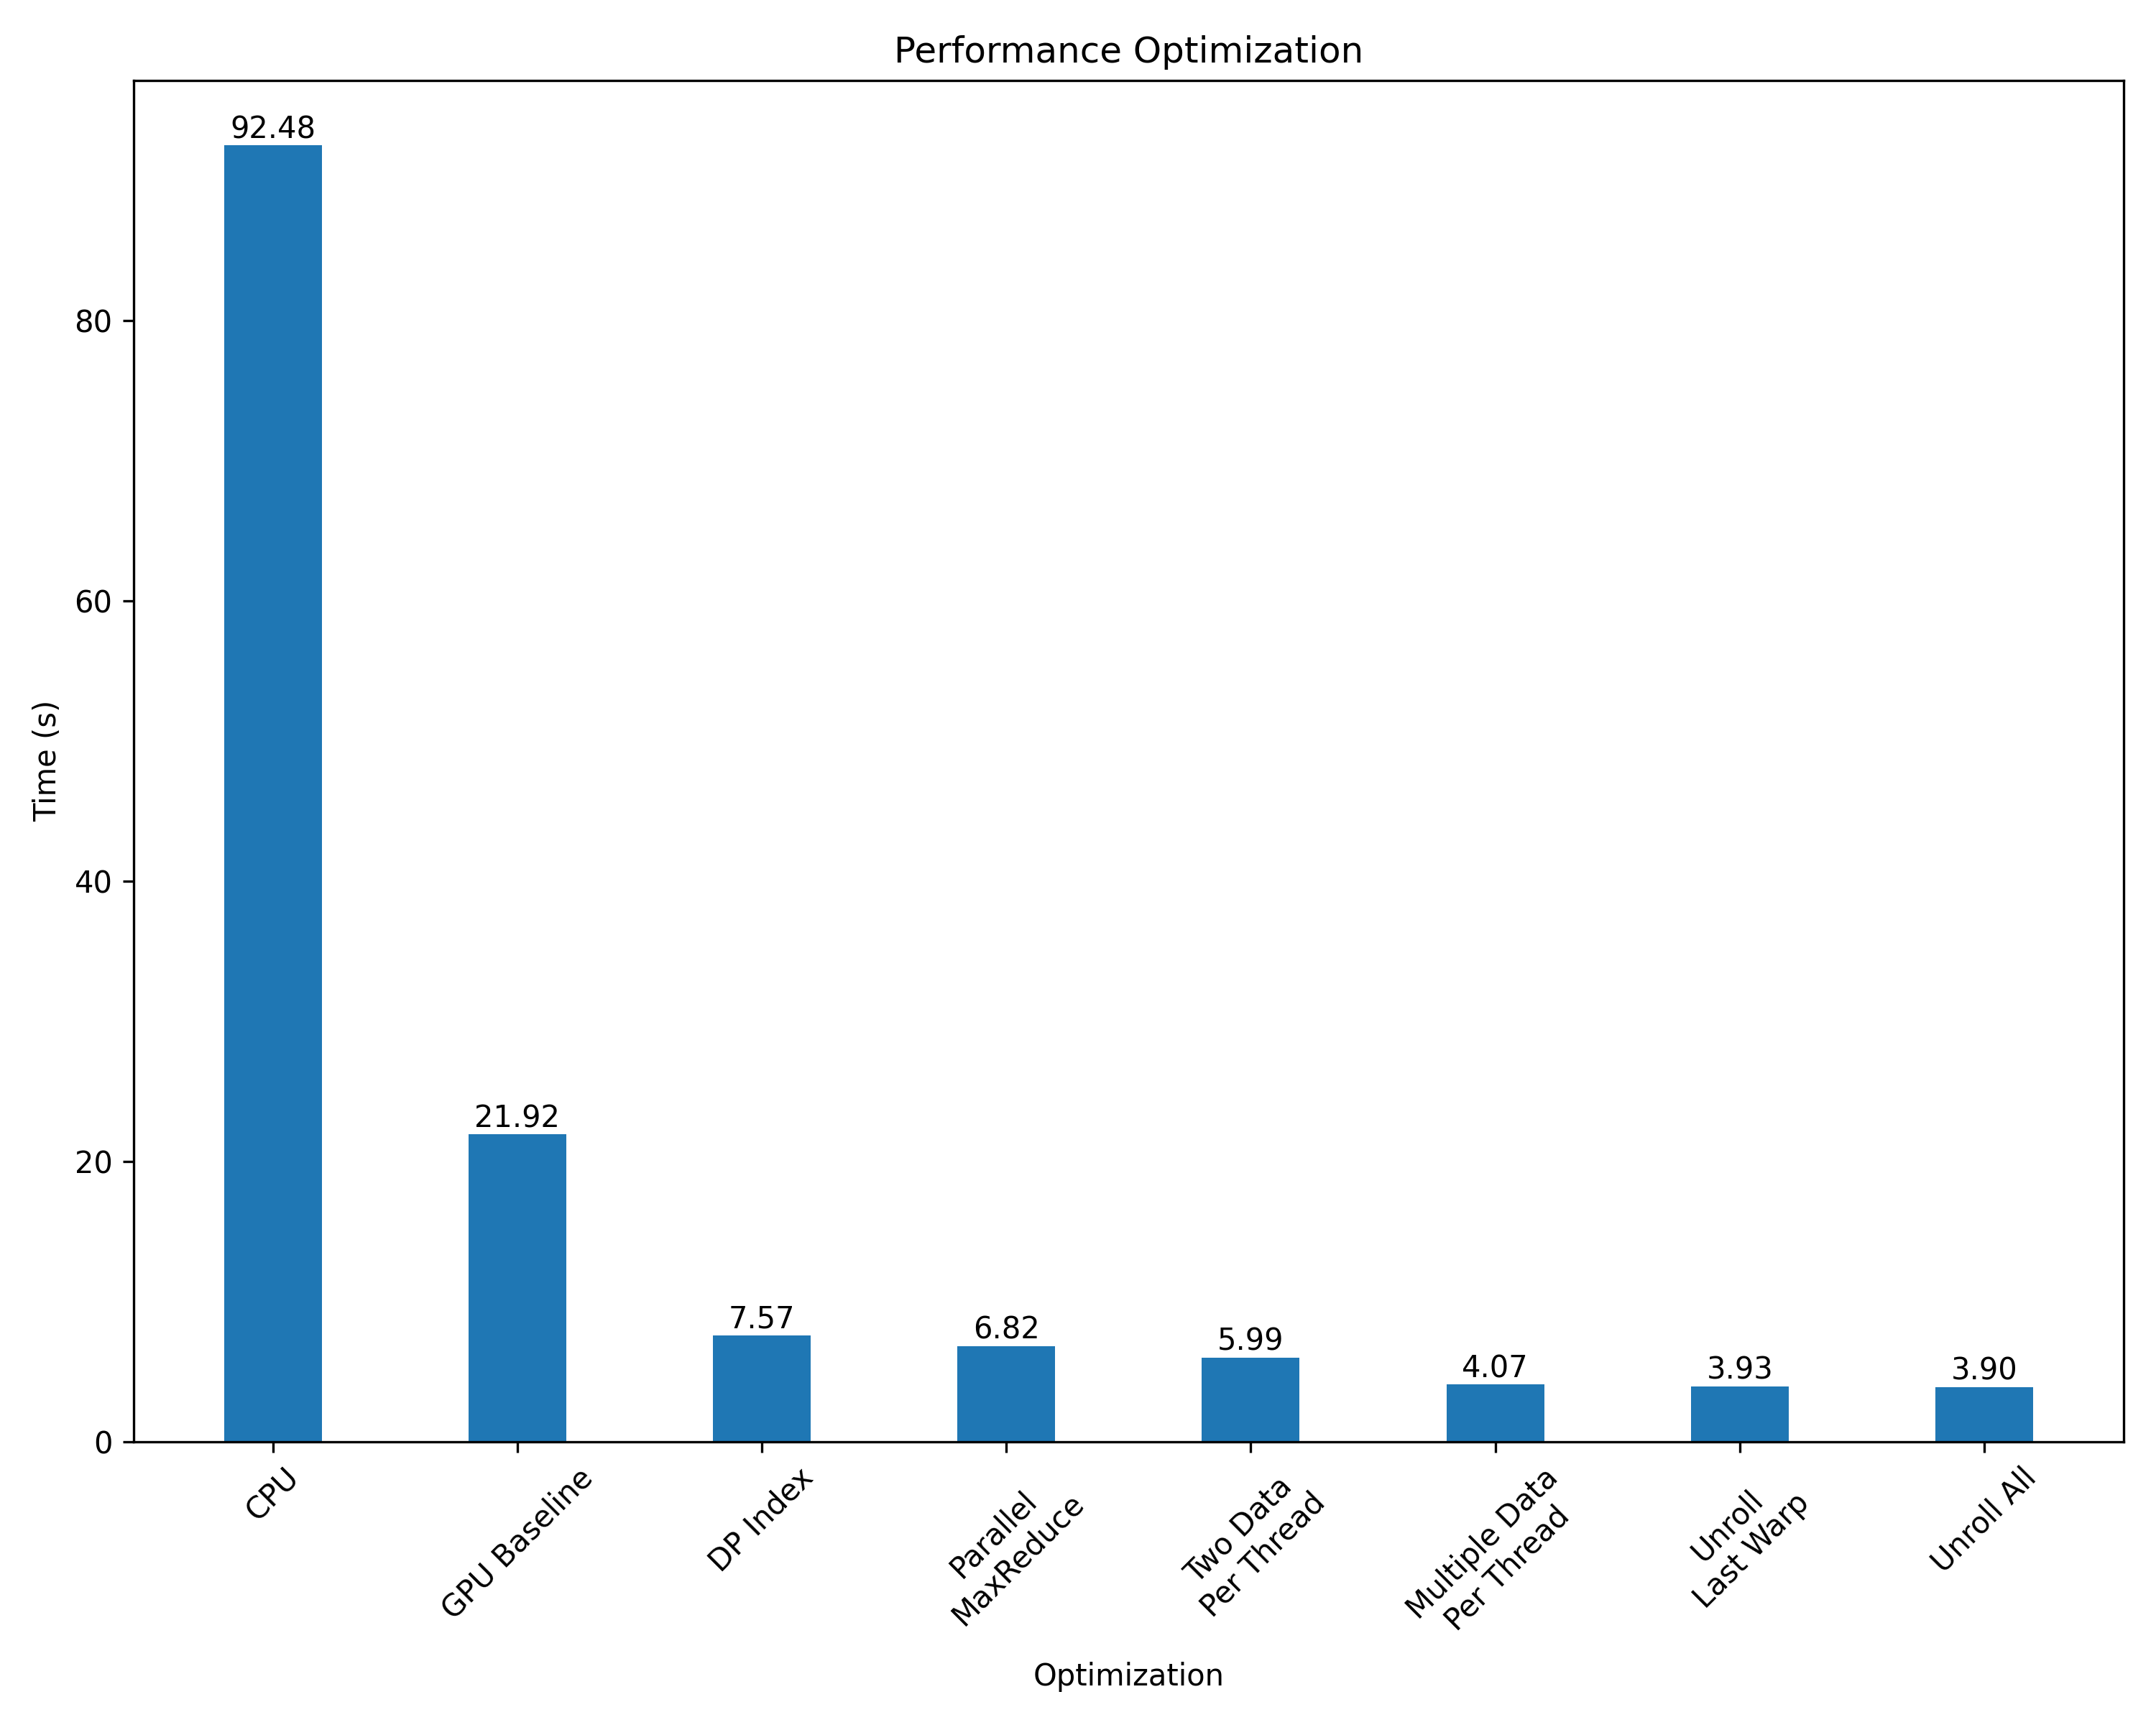 Performance Optimization
Time (s)
80
60
40
20
0
92.48
21.92
7.57
6.82
5.99
4.07
3.93
3.90
CPU
GPU Baseline
DP Index
Parallel
MaxReduce
Two Data
Per Thread
Multiple Data
Per Thread
Unroll
Last Warp
Unroll All
Optimization